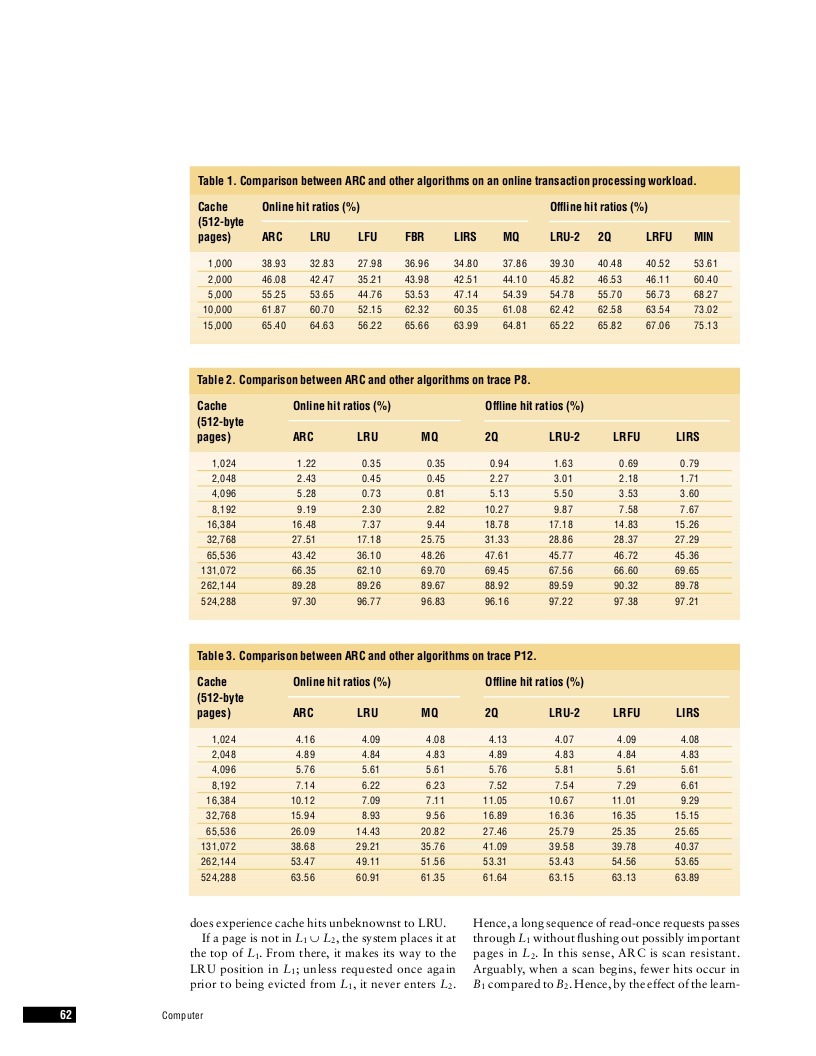 Table 1. Comparison between ARC and other algorithms on an online transaction processing workload.
Cache Online hit ratios (%) Offline hit ratios (%)
(512-byte
pages) ARC LRU LFU FBR LIRS MQ LRU-2 2Q LRFU MIN
1,000 38.93 32.83 27.98 36.96 34.80 37.86 39.30 40.48 40.52 53.61
2,000 46.08 42.47 35.21 43.98 42.51 44.10 45.82 46.53 46.11 60.40
5,000 55.25 53.65 44.76 53.53 47.14 54.39 54.78 55.70 56.73 68.27
10,000 61.87 60.70 52.15 62.32 60.35 61.08 62.42 62.58 63.54 73.02
15,000 65.40 64.63 56.22 65.66 63.99 64.81 65.22 65.82 67.06 75.13
Table 2. Comparison between ARC and other algorithms on trace P8.
Cache Online hit ratios (%) Offline hit ratios (%)
(512-byte
pages) ARC LRU MQ 2Q LRU-2 LRFU LIRS
1,024 1.22 0.35 0.35 0.94 1.63 0.69 0.79
2,048 2.43 0.45 0.45 2.27 3.01 2.18 1.71
4,096 5.28 0.73 0.81 5.13 5.50 3.53 3.60
8,192 9.19 2.30 2.82 10.27 9.87 7.58 7.67
16,384 16.48 7.37 9.44 18.78 17.18 14.83 15.26
32,768 27.51 17.18 25.75 31.33 28.86 28.37 27.29
65,536 43.42 36.10 48.26 47.61 45.77 46.72 45.36
131,072 66.35 62.10 69.70 69.45 67.56 66.60 69.65
262,144 89.28 89.26 89.67 88.92 89.59 90.32 89.78
524,288 97.30 96.77 96.83 96.16 97.22 97.38 97.21
Table 3. Comparison between ARC and other algorithms on trace P12.
Cache Online hit ratios (%) Offline hit ratios (%)
(512-byte
pages) ARC LRU MQ 2Q LRU-2 LRFU LIRS
1,024 4.16 4.09 4.08 4.13 4.07 4.09 4.08
2,048 4.89 4.84 4.83 4.89 4.83 4.84 4.83
4,096 5.76 5.61 5.61 5.76 5.81 5.61 5.61
8,192 7.14 6.22 6.23 7.52 7.54 7.29 6.61
16,384 10.12 7.09 7.11 11.05 10.67 11.01 9.29
32,768 15.94 8.93 9.56 16.89 16.36 16.35 15.15
65,536 26.09 14.43 20.82 27.46 25.79 25.35 25.65
131,072 38.68 29.21 35.76 41.09 39.58 39.78 40.37
262,144 53.47 49.11 51.56 53.31 53.43 54.56 53.65
524,288 63.56 60.91 61.35 61.64 63.15 63.13 63.89
does experience cache hits unbeknownst to LRU.
If a page is not in L1 ∪ L2, the system places it at
the top of L1. From there, it makes its way to the
LRU position in L1; unless requested once again
prior to being evicted from L1, it never enters L2.
Hence, a long sequence of read-once requests passes
through L1 without flushing out possibly important
pages in L2. In this sense, ARC is scan resistant.
Arguably, when a scan begins, fewer hits occur in
B1 compared to B2. Hence, by the effect of the learn-
62 Computer